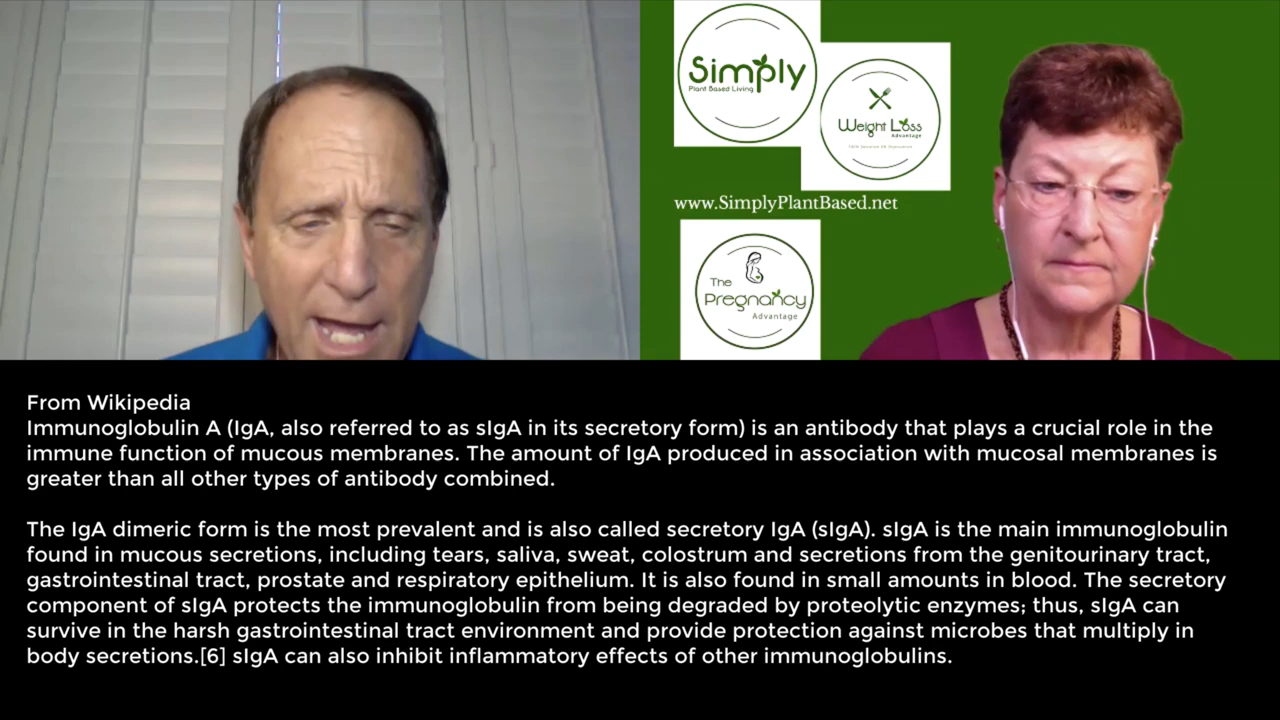 Simply
Plant Based Living
Weight Loss
Advantage
www.SimplyPlantBased.net
The
Pregnancy
Advantage
From Wikipedia
Immunoglobulin A (IgA, also referred to as sIgA in its secretory form) is an antibody that plays a crucial role in the
immune function of mucous membranes. The amount of IgA produced in association with mucosal membranes is
greater than all other types of antibody combined.
The IgA dimeric form is the most prevalent and is also called secretory IgA (sIgA). sIgA is the main immunoglobulin
found in mucous secretions, including tears, saliva, sweat, colostrum and secretions from the genitourinary tract,
gastrointestinal tract, prostate and respiratory epithelium. It is also found in small amounts in blood. The secretory
component of sIgA protects the immunoglobulin from being degraded by proteolytic enzymes; thus, sIgA can
survive in the harsh gastrointestinal tract environment and provide protection against microbes that multiply in
body secretions.[6] sIgA can also inhibit inflammatory effects of other immunoglobulins.